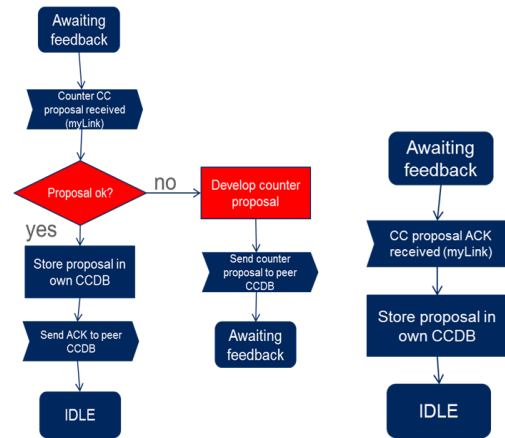 Awaiting
feedback
Counter CC
proposal received
(myLink)
Proposal ok?
no
yes
Develop counter
proposal
Store proposal in
own CCDB
Send counter
proposal to peer
CCDB
Send ACK to peer
CCDB
Awaiting
feedback
IDLE
Awaiting
feedback
CC proposal ACK
received (myLink)
Store proposal in
own CCDB
IDLE